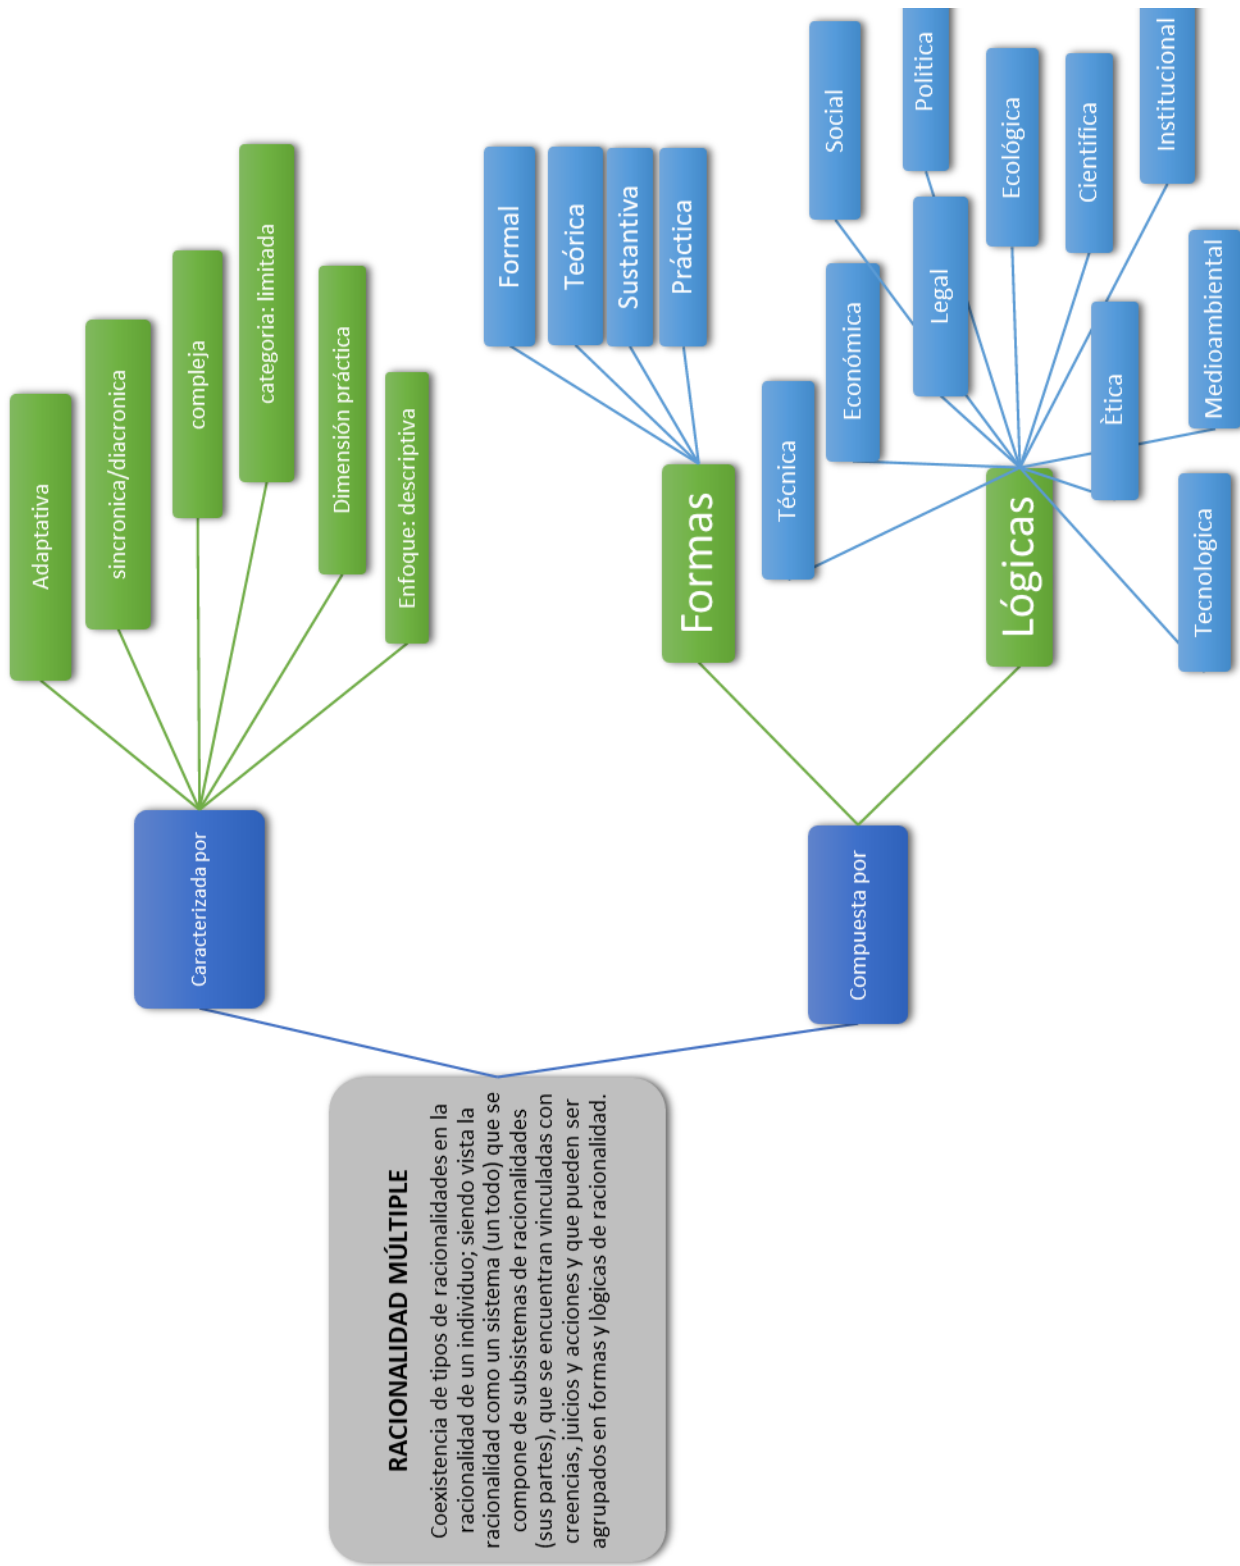 RACIONALIDAD MÚLTIPLE
Coexistencia de tipos de racionalidades en la
racionalidad de un individuo; siendo vista la
racionalidad como un sistema (un todo) que se
compone de subsistemas de racionalidades
(sus partes), que se encuentran vinculadas con
creencias, juicios y acciones y que pueden ser
agrupados en formas y lògicas de racionalidad.
Caracterizada por
Adaptativa
sincronica/diacronica
compleja
categoria: limitada
Dimensión práctica
Enfoque: descriptiva
Compuesta por
Formas
Formal
Teórica
Sustantiva
Práctica
Lógicas
Técnica
Económica
Social
Legal
Politica
Ecológica
Cientifica
Institucional
Ètica
Medioambiental
Tecnologica